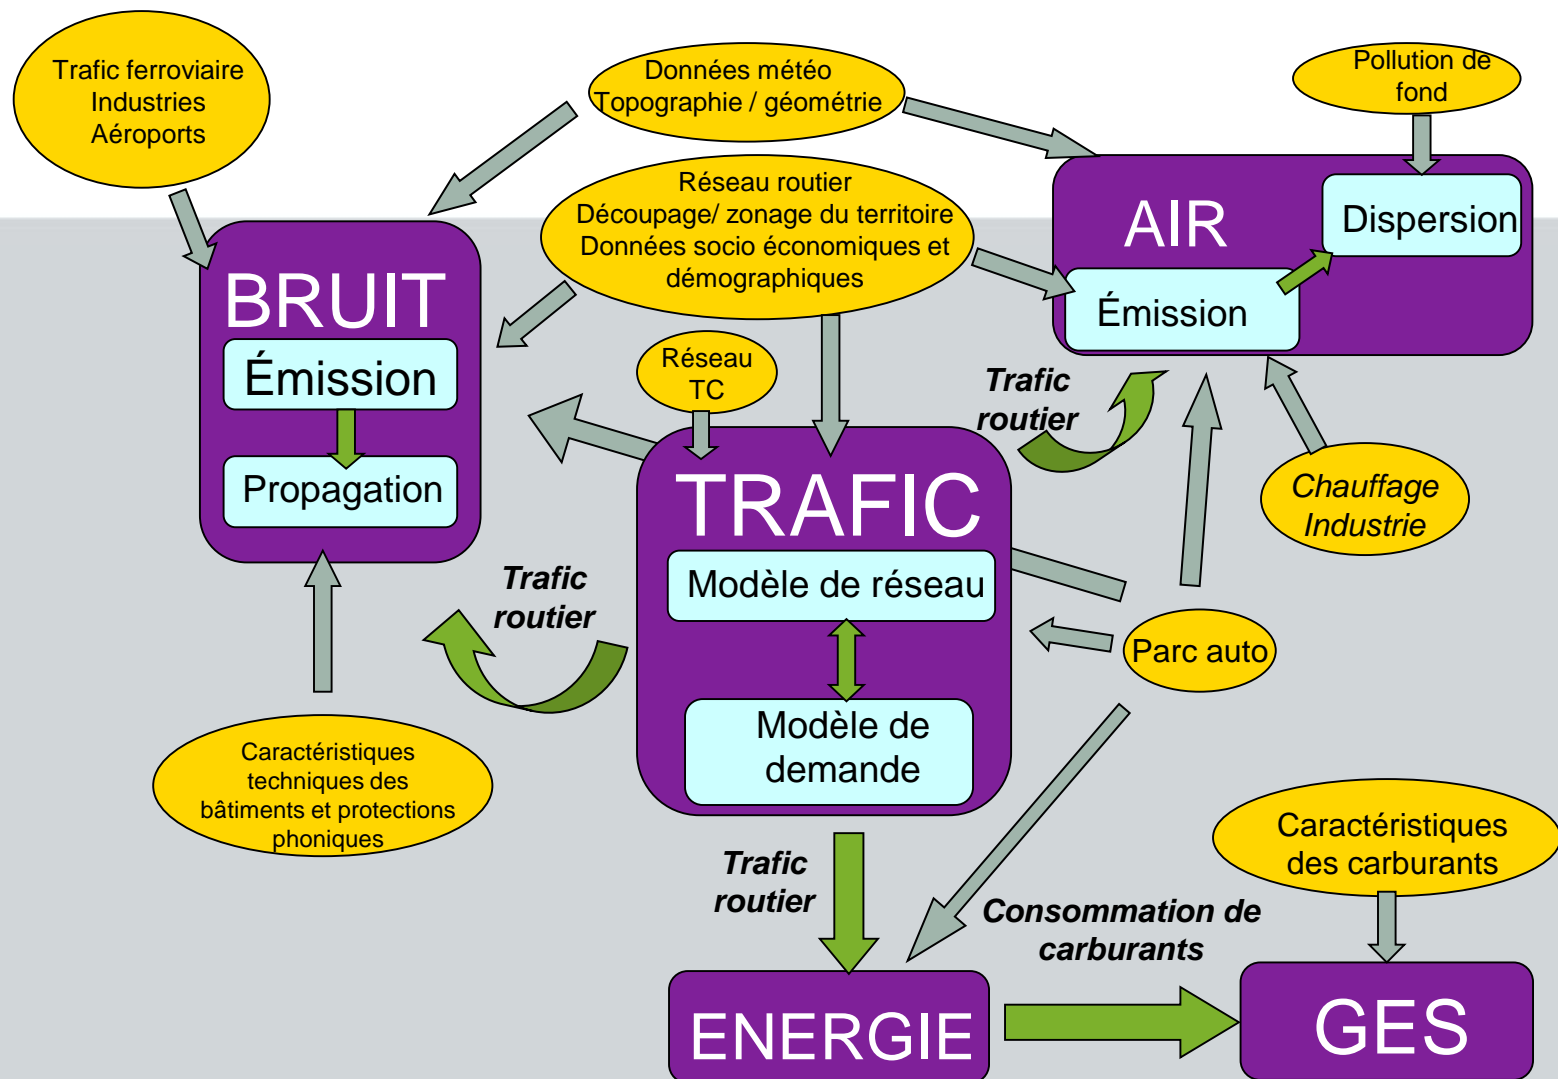 Trafic ferroviaire
Industries
Aéroports
Données météo
Topographie / géométrie
Pollution de
fond
Réseau routier
Découpage/ zonage du territoire
Données socio économiques et
démographiques
AIR
Dispersion
Émission
BRUIT
Émission
Propagation
Réseau
TC
Trafic
routier
TRAFIC
Modèle de réseau
Modèle de
demande
Chauffage
Industrie
Trafic
routier
Parc auto
Caractéristiques
techniques des
bâtiments et protections
phoniques
Trafic
routier
Consommation de
carburants
Caractéristiques
des carburants
ENERGIE
GES